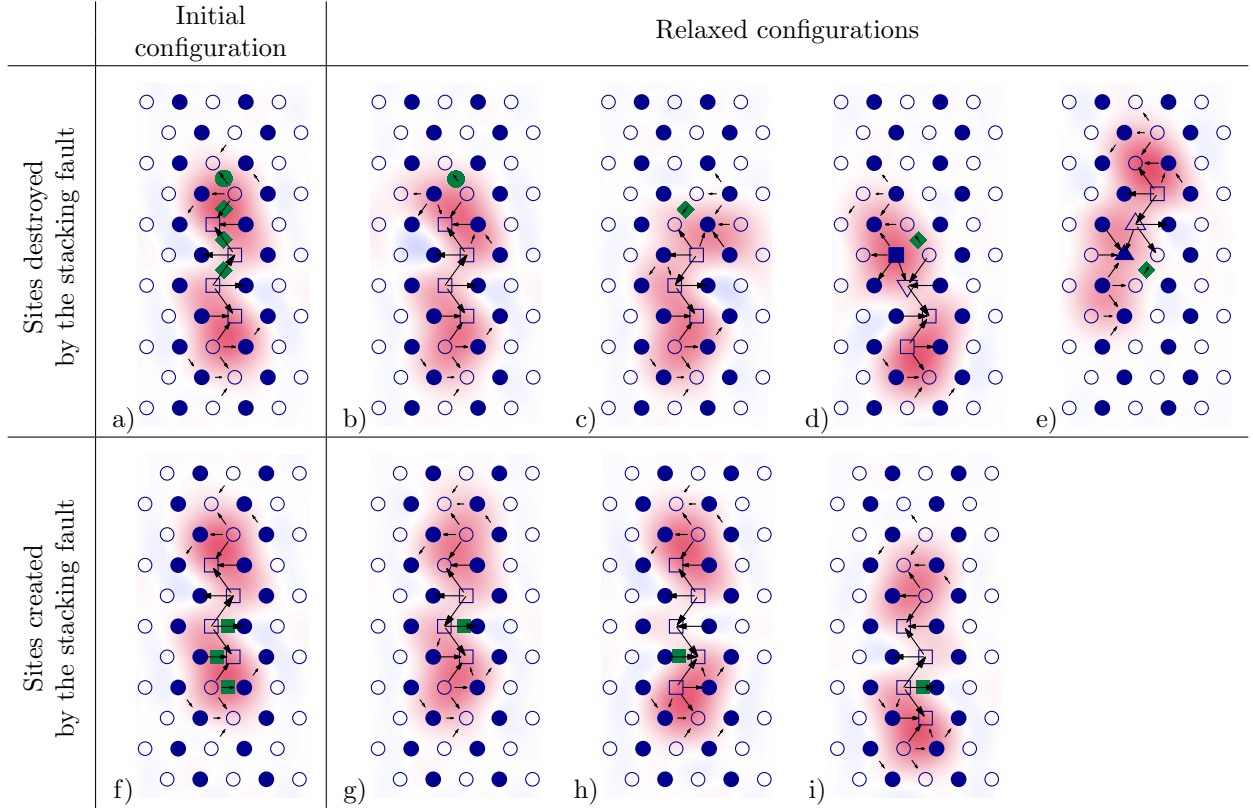 Initial
configuration
Relaxed configurations
Sites destroyed
by the stacking fault
a)
b)
c)
d)
e)
Sites created
by the stacking fault
f)
g)
h)
i)